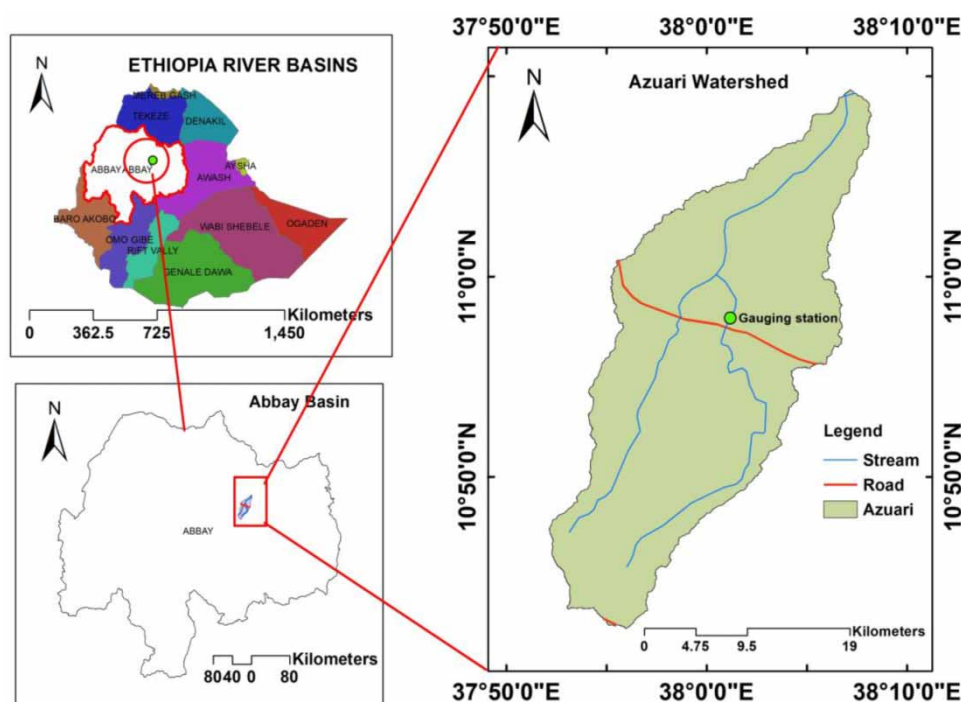 N
ETHIOPIA RIVER BASINS
MEREB GASH
TEKEZE
DENAKIL
ABBAY ABBAY
AYSHA
AWASH
BARO AKOBO
WABI SHEBELE
OGADEN
OMO GIBE
RIFT VALLY
GENALE DAWA
Kilometers
0 362.5 725 1,450
N
Abbay Basin
ABBAY
Kilometers
80 40 0 80
37°50'0"E 38°0'0"E 38°10'0"E
N
Azuari Watershed
11°0'0"N
11°0'0"N
Gauging station
10°50'0"N
10°50'0"N
Legend
Stream
Road
Azuari
Kilometers
0 4.75 9.5 19
37°50'0"E 38°0'0"E 38°10'0"E